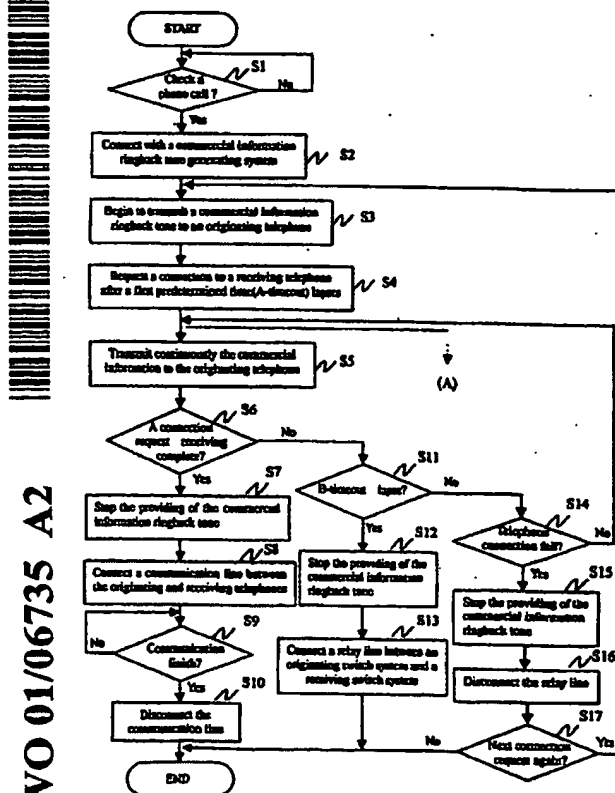 START
S1
Check a
phone call ?
No
Yes
Connect with a commercial information
ringback tone generating system
S2
Begin to transmit a commercial information
ringback tone to an originating telephone
S3
Request a connection to a receiving telephone
after a first predetermined time(A-timeout) lapses
S4
Transmit continuously the commercial
information to the originating telephone
S5
(A)
S6
A connection
request receiving
complete?
No
Yes
S7
Stop the providing of the commercial
information ringback tone
S8
Connect a communication line between
the originating and receiving telephones
S9
No
Communication
finish?
Yes
S10
Disconnect the
communication line
END
S11
B-timeout lapse?
No
Yes
S12
Stop the providing of the
commercial information
ringback tone
S13
Connect a relay line between an
originating switch system and a
receiving switch system
S14
Telephone
connection fail?
No
Yes
S15
Stop the providing of the
commercial information
ringback tone
S16
Disconnect the relay line
S17
No
Next connection
request again?
Yes
VO 01/06735 A2